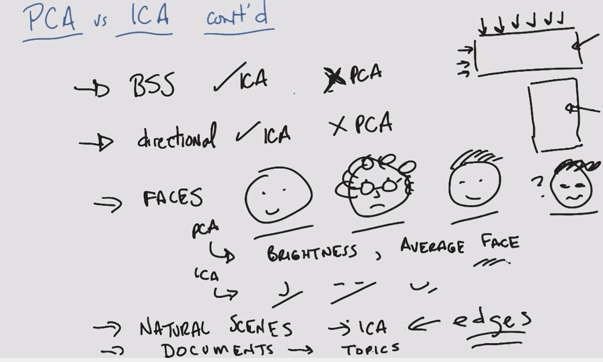 PCA vs ICA cont'd
→ BSS ✓ICA ✗PCA
→ directional ✓ICA ✗PCA
→ FACES
?
PCA
↳ BRIGHTNESS, AVERAGE FACE
ICA
↳
→ NATURAL SCENES → ICA ← edges
→ DOCUMENTS → TOPICS